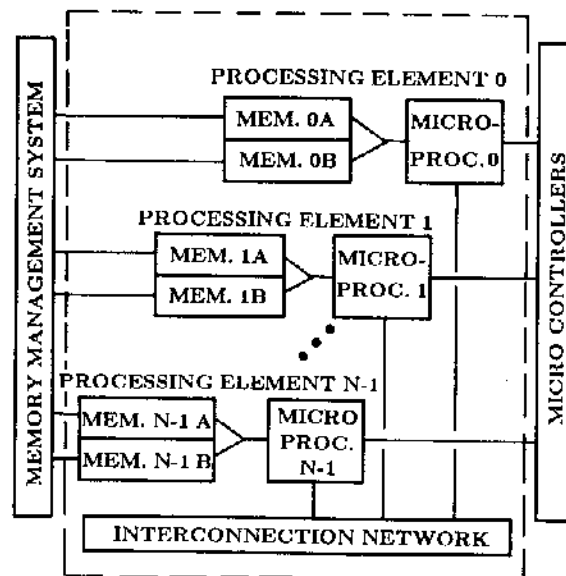 MEMORY MANAGEMENT SYSTEM
PROCESSING ELEMENT 0
MEM. 0A
MEM. 0B
MICRO-
PROC. 0
PROCESSING ELEMENT 1
MEM. 1A
MEM. 1B
MICRO-
PROC. 1
PROCESSING ELEMENT N-1
MEM. N-1 A
MEM. N-1 B
MICRO
PROC.
N-1
INTERCONNECTION NETWORK
MICRO CONTROLLERS